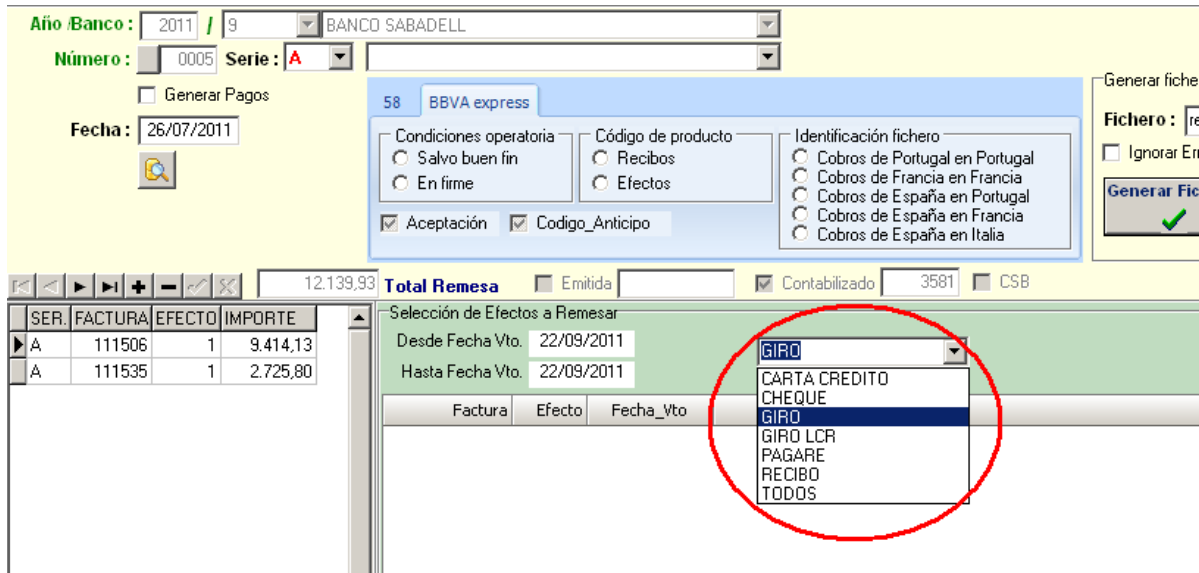 Año /Banco : 2011 / 9 BANCO SABADELL
Número : 0005 Serie : A
Generar Pagos
Fecha : 26/07/2011
58 BBVA express
Condiciones operatoria
Salvo buen fin
En firme
Código de producto
Recibos
Efectos
Identificación fichero
Cobros de Portugal en Portugal
Cobros de Francia en Francia
Cobros de España en Portugal
Cobros de España en Francia
Cobros de España en Italia
Aceptación Codigo_Anticipo
Generar fiche
Fichero : re
Ignorar Err
Generar Fic
12.139,93 Total Remesa Emitida Contabilizado 3581 CSB
SER. FACTURA EFECTO IMPORTE
A 111506 1 9.414,13
A 111535 1 2.725,80
Selección de Efectos a Remesar
Desde Fecha Vto. 22/09/2011
Hasta Fecha Vto. 22/09/2011
GIRO
CARTA CREDITO
CHEQUE
GIRO
GIRO LCR
PAGARE
RECIBO
TODOS
Factura Efecto Fecha_Vto